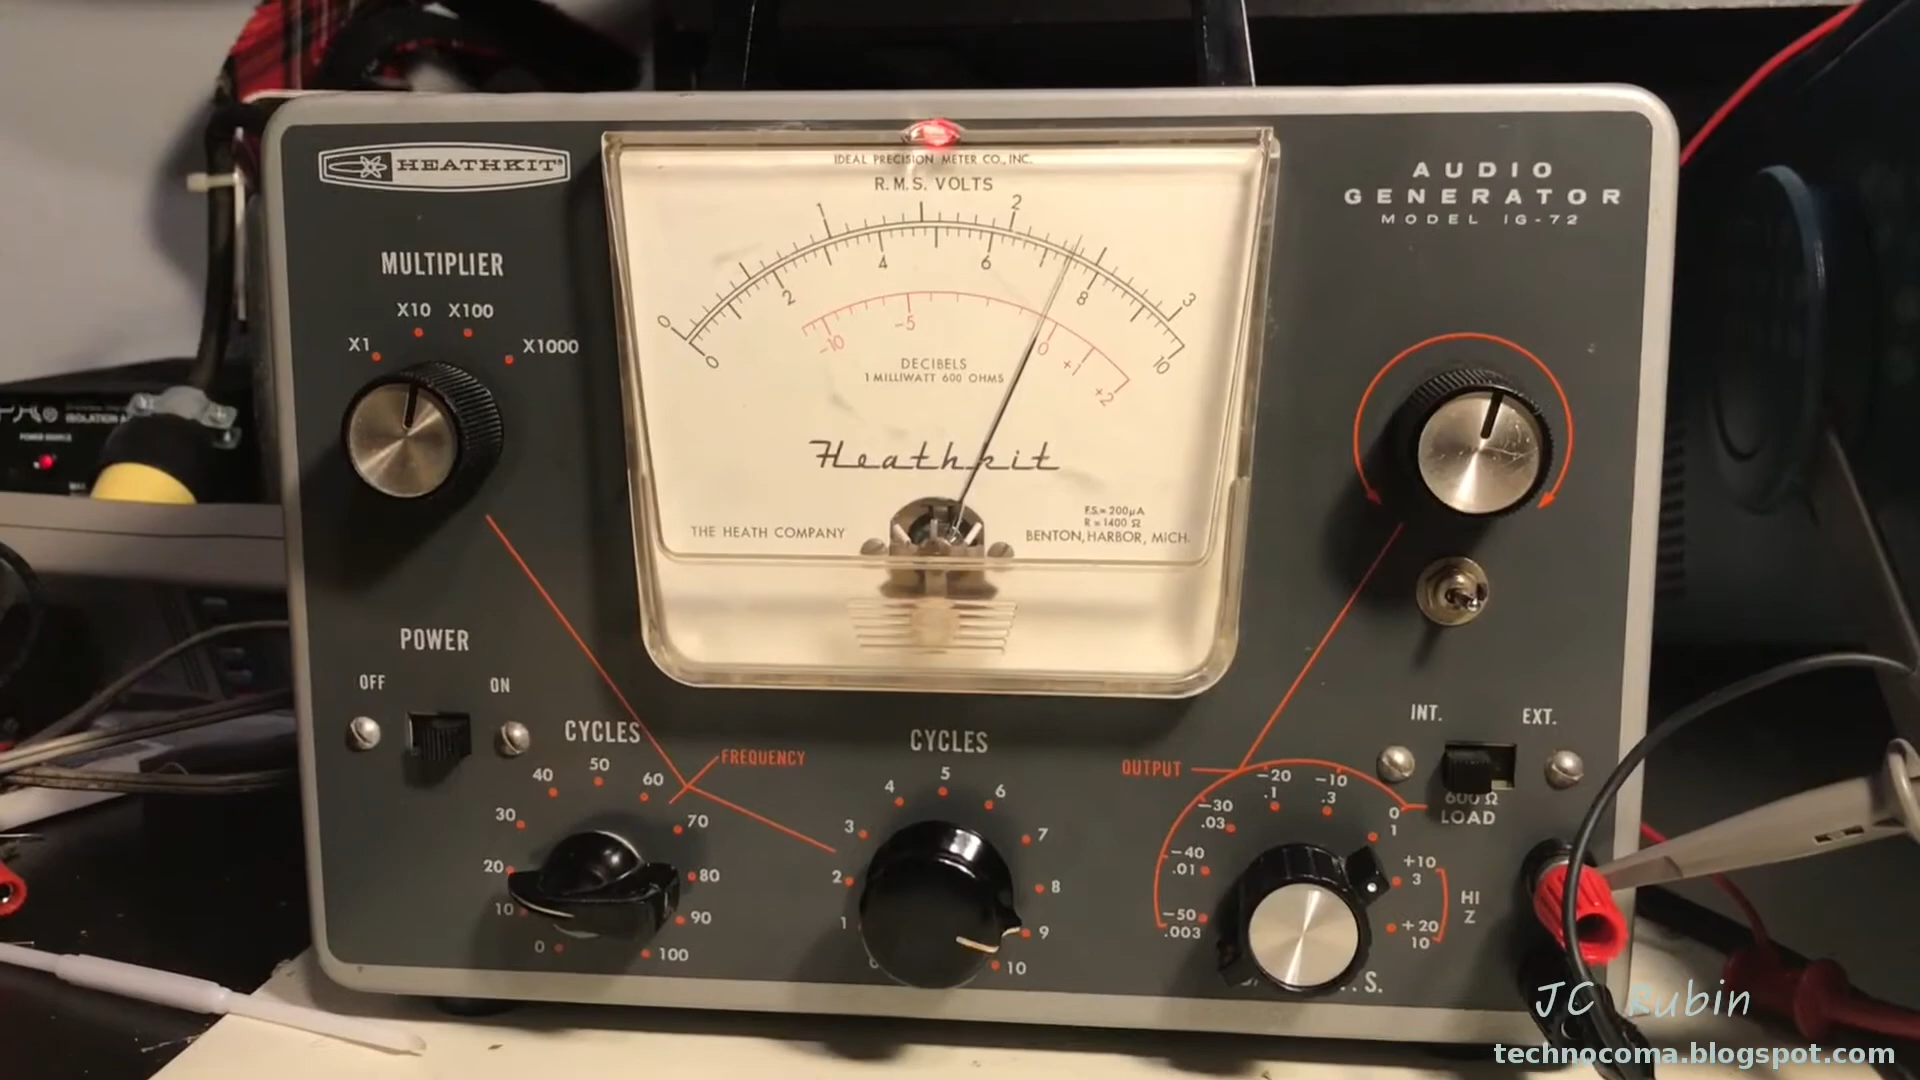 HEATHKIT
AUDIO
GENERATOR
MODEL IG-72
MULTIPLIER
X1
X10
X100
X1000
IDEAL PRECISION METER CO., INC.
R.M.S. VOLTS
0
1
2
3
0
2
4
6
8
10
-10
-5
0
+1
+2
DECIBELS
1 MILLIWATT 600 OHMS
Heathkit
THE HEATH COMPANY
F.S. = 200µA
R = 1400 Ω
BENTON, HARBOR, MICH.
ISOLATION
POWER SOURCE
POWER
OFF
ON
CYCLES
0
10
20
30
40
50
60
70
80
90
100
FREQUENCY
CYCLES
1
2
3
4
5
6
7
8
9
10
OUTPUT
-50
.003
-40
.01
-30
.03
-20
.1
-10
.3
0
1
+10
3
+20
10
HI
Z
INT.
EXT.
600 Ω
LOAD
JC Rubin
technocoma.blogspot.com